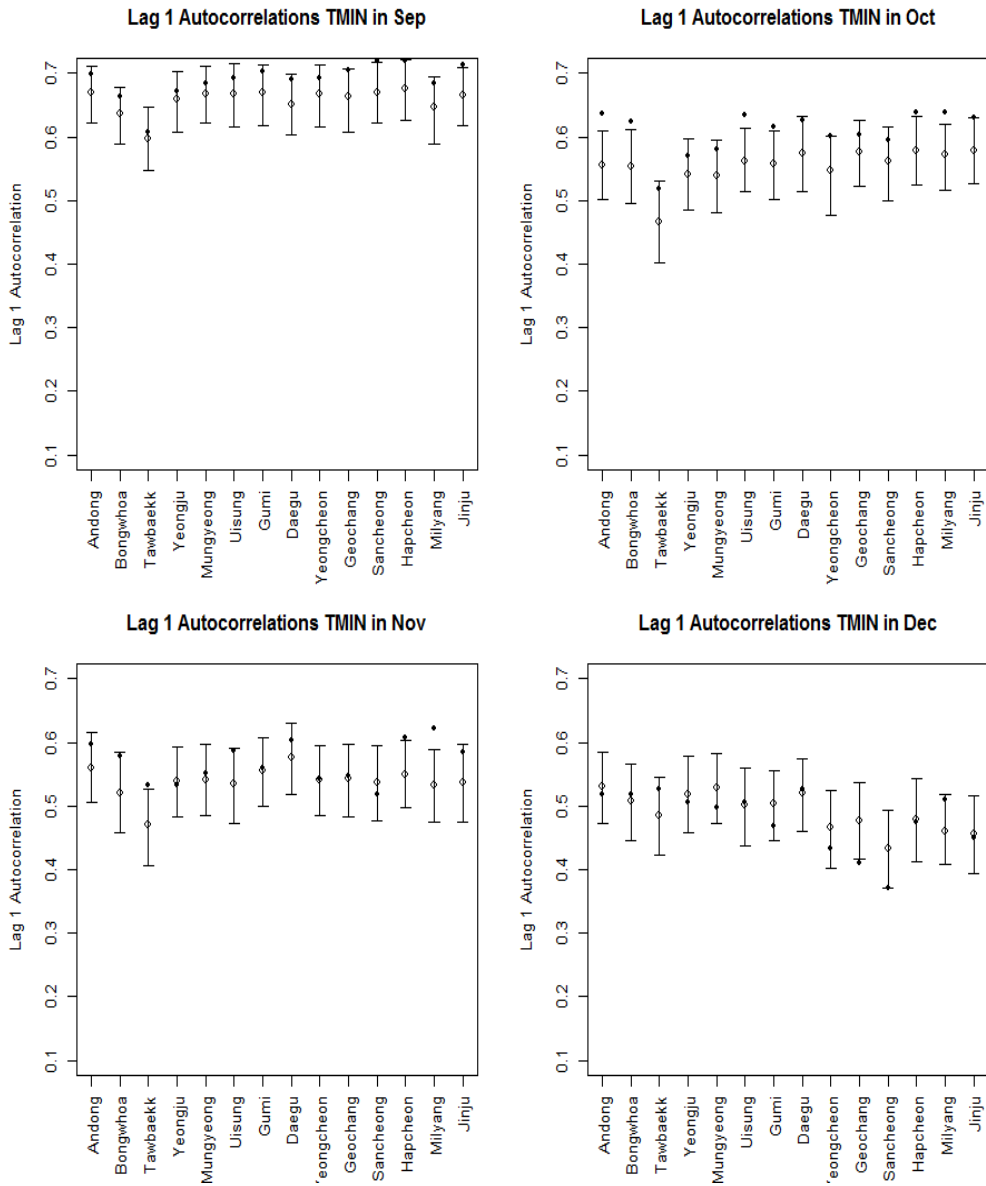 Lag 1 Autocorrelations TMIN in Sep
Lag 1 Autocorrelation
0.7
0.6
0.5
0.4
0.3
0.2
0.1
Andong
Bongwhoa
Tawbaekk
Yeongju
Mungyeong
Uisung
Gumi
Daegu
Yeongcheon
Geochang
Sancheong
Hapcheon
Milyang
Jinju
Lag 1 Autocorrelations TMIN in Oct
Lag 1 Autocorrelation
0.7
0.6
0.5
0.4
0.3
0.2
0.1
Andong
Bongwhoa
Tawbaekk
Yeongju
Mungyeong
Uisung
Gumi
Daegu
Yeongcheon
Geochang
Sancheong
Hapcheon
Milyang
Jinju
Lag 1 Autocorrelations TMIN in Nov
Lag 1 Autocorrelation
0.7
0.6
0.5
0.4
0.3
0.2
0.1
Andong
Bongwhoa
Tawbaekk
Yeongju
Mungyeong
Uisung
Gumi
Daegu
Yeongcheon
Geochang
Sancheong
Hapcheon
Milyang
Jinju
Lag 1 Autocorrelations TMIN in Dec
Lag 1 Autocorrelation
0.7
0.6
0.5
0.4
0.3
0.2
0.1
Andong
Bongwhoa
Tawbaekk
Yeongju
Mungyeong
Uisung
Gumi
Daegu
Yeongcheon
Geochang
Sancheong
Hapcheon
Milyang
Jinju